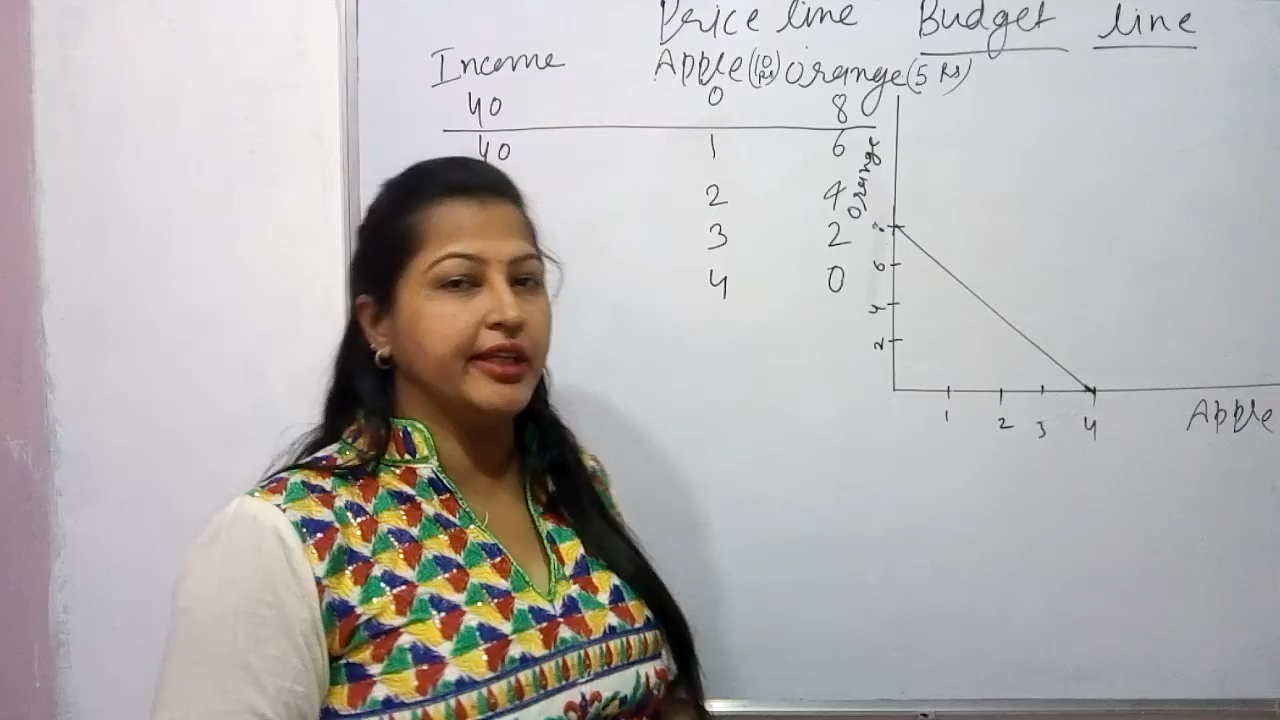 Price line Budget line
Income Apple (10 Rs) Orange (5 Rs)
40 0 8
40 1 6
2 4
3 2
4 0
Orange
8
6
4
2
1 2 3 4
Apple